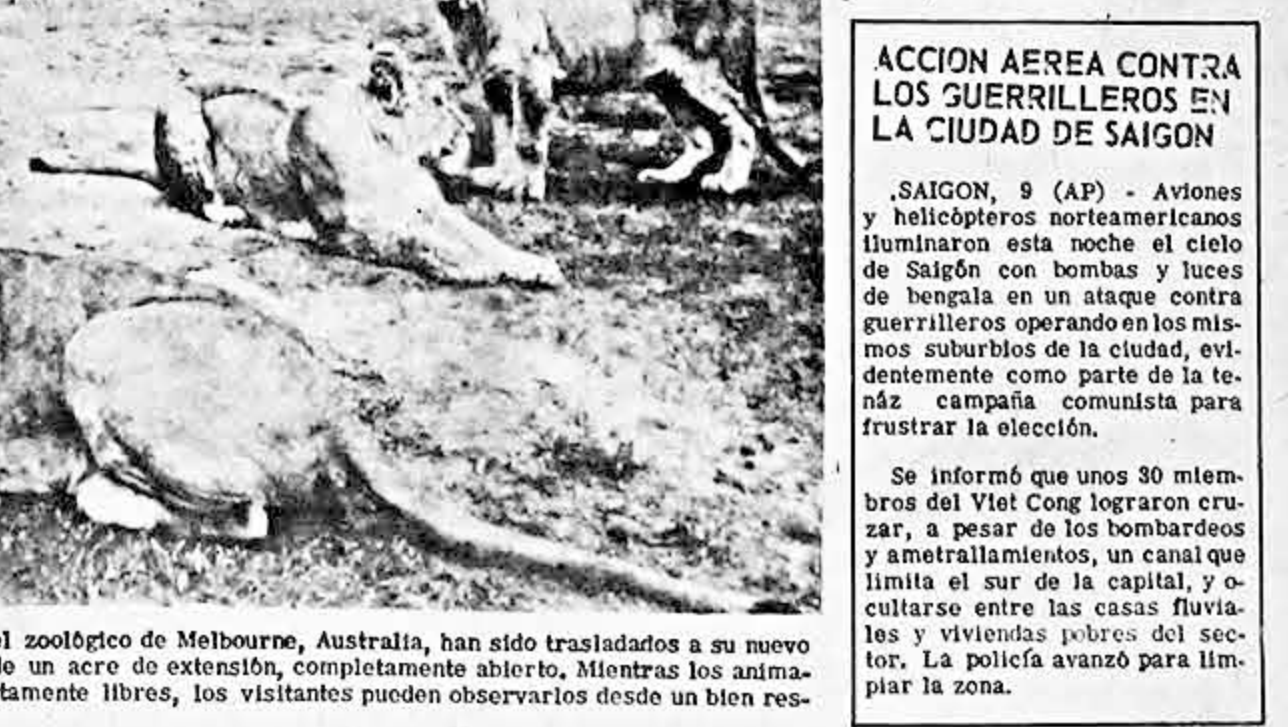 ACCION AEREA CONTRA
LOS GUERRILLEROS EN
LA CIUDAD DE SAIGON
SAIGON, 9 (AP) - Aviones
y helicópteros norteamericanos
iluminaron esta noche el cielo
de Saigón con bombas y luces
de bengala en un ataque contra
guerrilleros operando en los mis-
mos suburbios de la ciudad, evi-
dentemente como parte de la te-
náz campaña comunista para
frustrar la elección.
Se informó que unos 30 miem-
bros del Viet Cong lograron cru-
zar, a pesar de los bombardeos
y ametrallamientos, un canal que
limita el sur de la capital, y o-
cultarse entre las casas fluvia-
les y viviendas pobres del sec-
tor. La policía avanzó para lim-
piar la zona.
el zoológico de Melbourne, Australia, han sido trasladados a su nuevo
de un acre de extensión, completamente abierto. Mientras los anima-
tamente libres, los visitantes pueden observarlos desde un bien res-